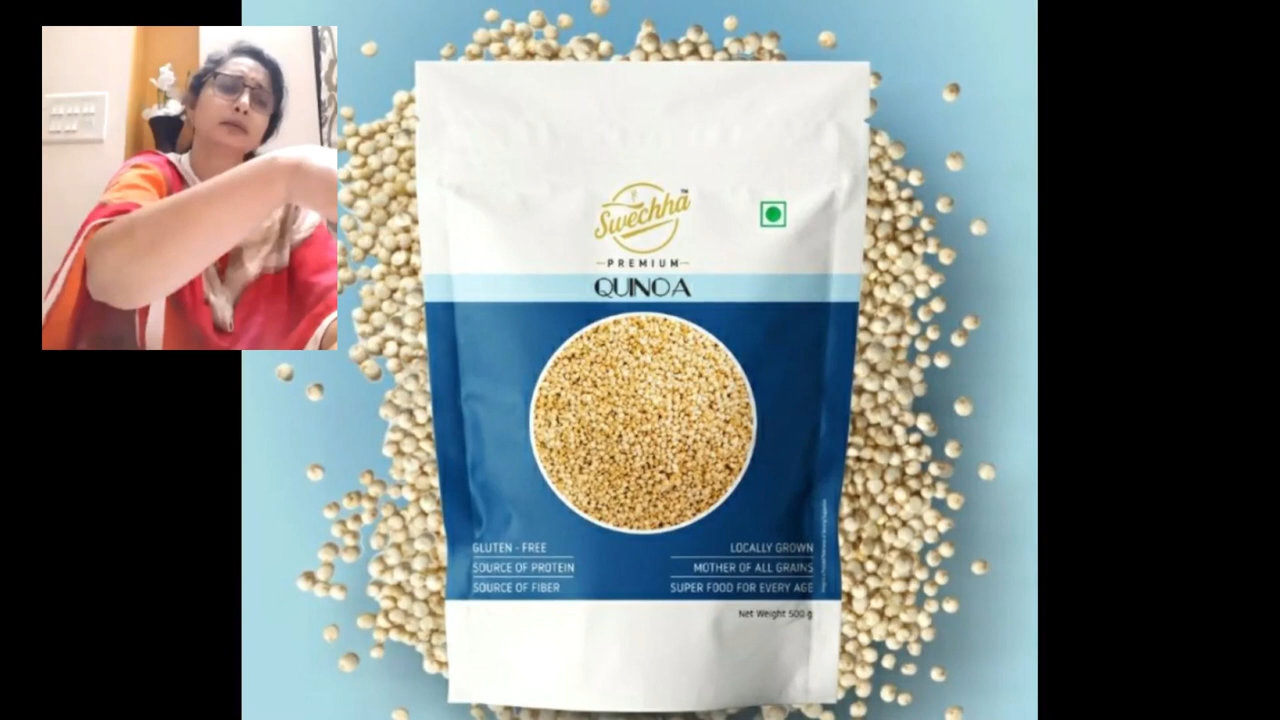 Swechha
TM
PREMIUM
QUINOA
GLUTEN - FREE
SOURCE OF PROTEIN
SOURCE OF FIBER
LOCALLY GROWN
MOTHER OF ALL GRAINS
SUPER FOOD FOR EVERY AGE
Net Weight 500 g